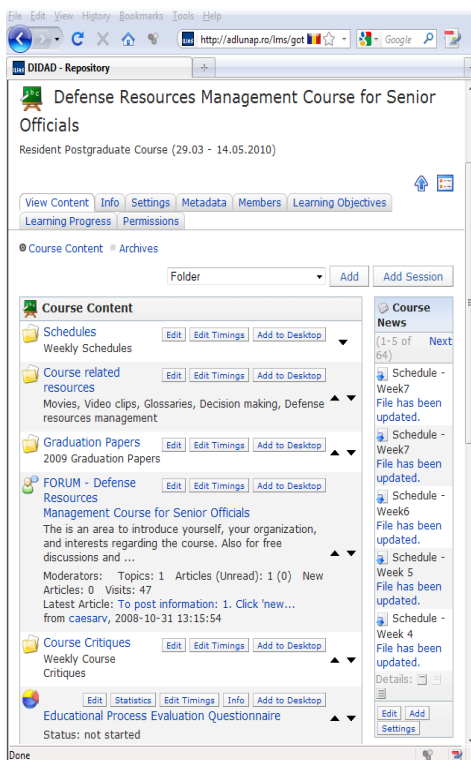 File Edit View History Bookmarks Tools Help
http://adlunap.ro/lms/got
Google
DIDAD - Repository
Defense Resources Management Course for Senior
Officials
Resident Postgraduate Course (29.03 - 14.05.2010)
View Content Info Settings Metadata Members Learning Objectives
Learning Progress Permissions
Course Content Archives
Folder Add Add Session
Course Content
Schedules Edit Edit Timings Add to Desktop
Weekly Schedules
Course related
resources
Edit Edit Timings Add to Desktop
Movies, Video clips, Glossaries, Decision making, Defense
resources management
Graduation Papers Edit Edit Timings Add to Desktop
2009 Graduation Papers
FORUM - Defense
Resources
Edit Edit Timings Add to Desktop
Management Course for Senior Officials
The is an area to introduce yourself, your organization,
and interests regarding the course. Also for free
discussions and ...
Moderators: Topics: 1 Articles (Unread): 1 (0) New
Articles: 0 Visits: 47
Latest Article: To post information: 1. Click 'new...
from caesarv, 2008-10-31 13:15:54
Course Critiques Edit Edit Timings Add to Desktop
Weekly Course
Critiques
Edit Statistics Edit Timings Info Add to Desktop
Educational Process Evaluation Questionnaire
Status: not started
Course
News
(1-5 of Next
64)
Schedule -
Week7
File has been
updated.
Schedule -
Week7
File has been
updated.
Schedule -
Week6
File has been
updated.
Schedule -
Week 5
File has been
updated.
Schedule -
Week 4
File has been
updated.
Details:
Edit Add
Settings
Done